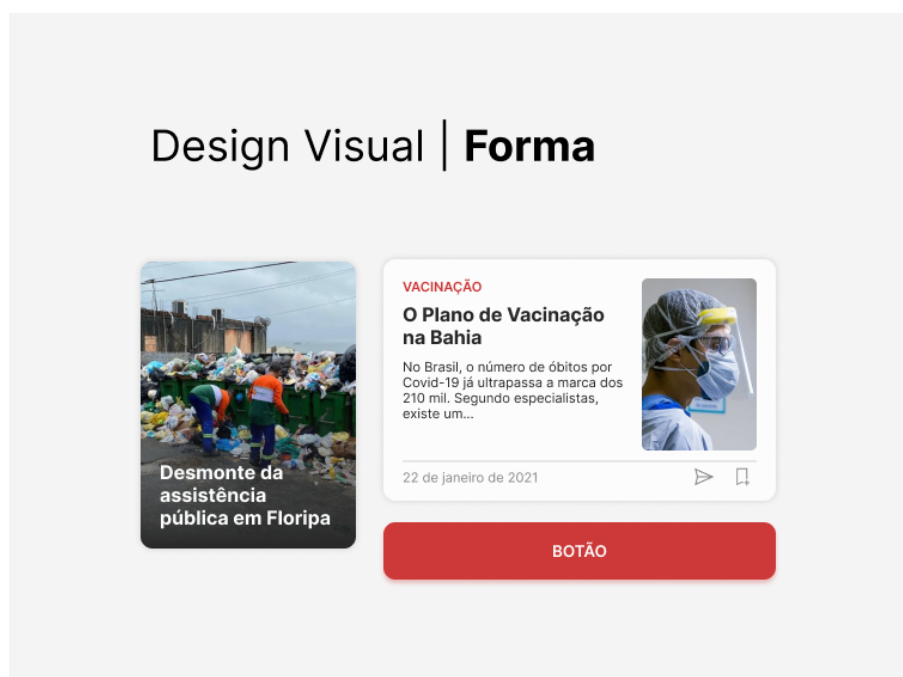 Design Visual | Forma
Desmonte da
assistência
pública em Floripa
VACINAÇÃO
O Plano de Vacinação
na Bahia
No Brasil, o número de óbitos por
Covid-19 já ultrapassa a marca dos
210 mil. Segundo especialistas,
existe um...
22 de janeiro de 2021
BOTÃO